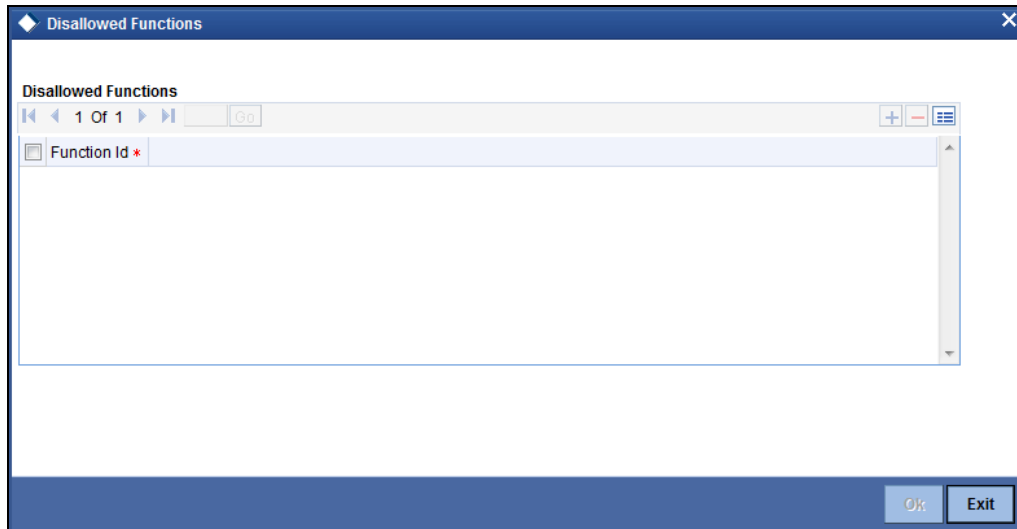 Disallowed Functions
Disallowed Functions
1 Of 1 Go
Function Id *
Ok Exit